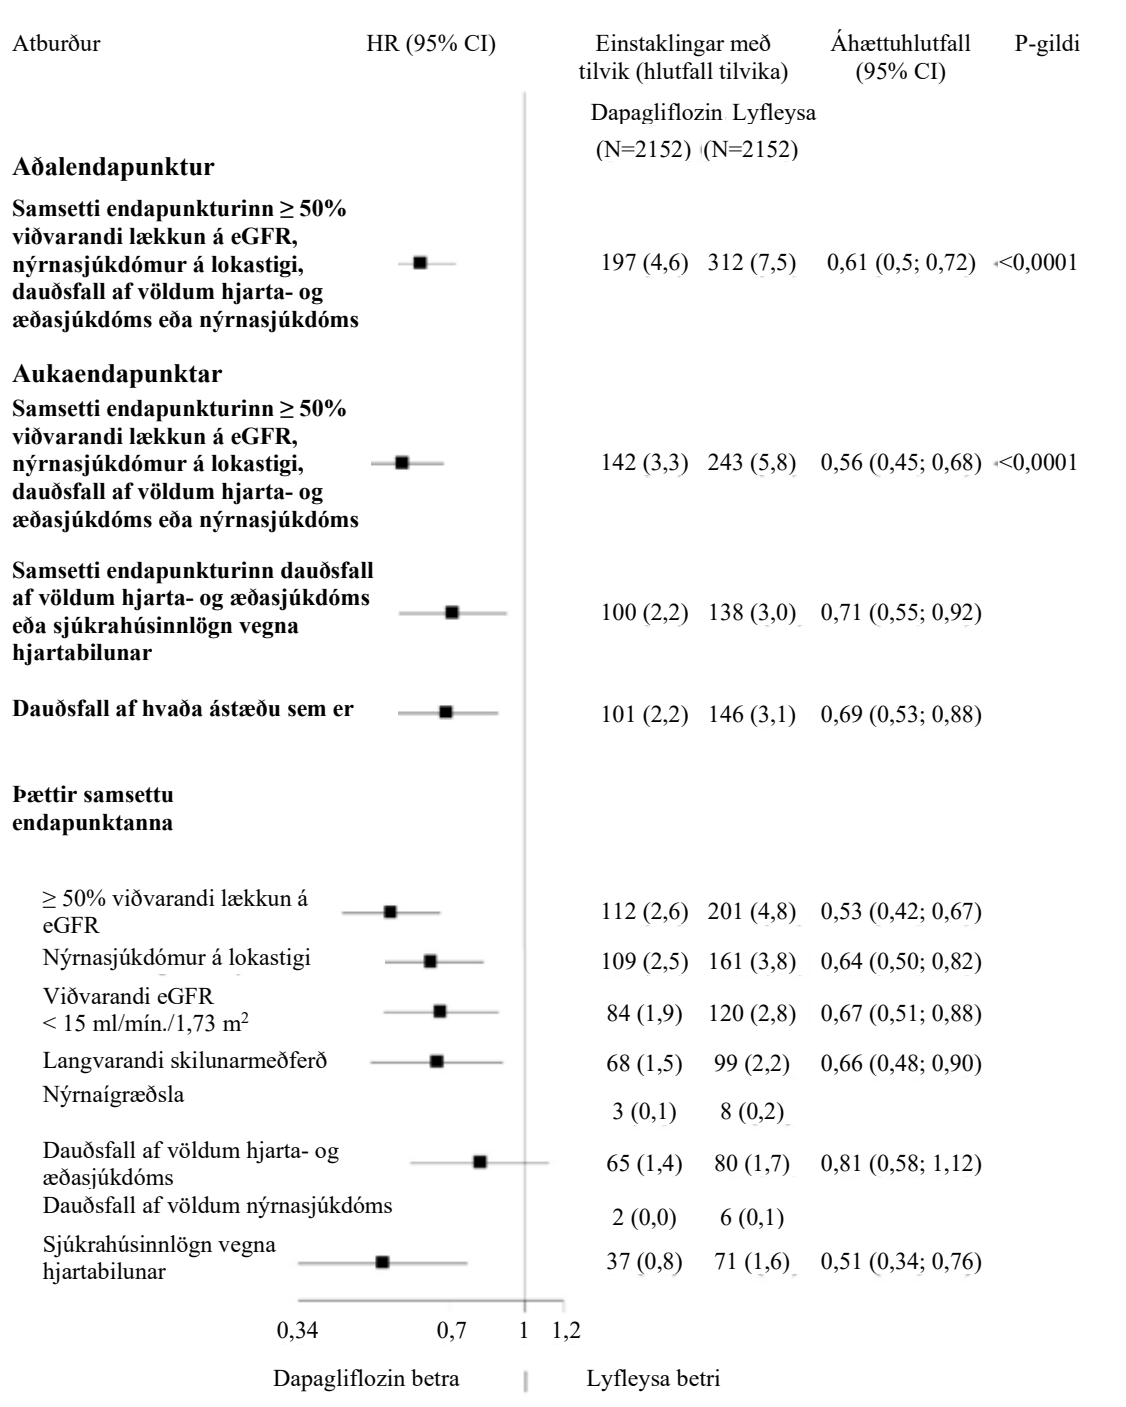 Atburður HR (95% CI) Einstaklingar með Áhættuhlutfall P-gildi
tilvik (hlutfall tilvika) (95% CI)
Dapagliflozin Lyfleysa
(N=2152) (N=2152)
Aðalendapunktur
Samsetti endapunkturinn ≥ 50%
viðvarandi lækkun á eGFR,
nýrnasjúkdómur á lokastigi, 197 (4,6) 312 (7,5) 0,61 (0,5; 0,72) <0,0001
dauðsfall af völdum hjarta- og
æðasjúkdóms eða nýrnasjúkdóms
Aukaendapunktar
Samsetti endapunkturinn ≥ 50%
viðvarandi lækkun á eGFR,
nýrnasjúkdómur á lokastigi, 142 (3,3) 243 (5,8) 0,56 (0,45; 0,68) <0,0001
dauðsfall af völdum hjarta- og
æðasjúkdóms eða nýrnasjúkdóms
Samsetti endapunkturinn dauðsfall
af völdum hjarta- og æðasjúkdóms
eða sjúkrahúsinnlögn vegna 100 (2,2) 138 (3,0) 0,71 (0,55; 0,92)
hjartabilunar
Dauðsfall af hvaða ástæðu sem er 101 (2,2) 146 (3,1) 0,69 (0,53; 0,88)
Þættir samsettu
endapunktanna
≥ 50% viðvarandi lækkun á
eGFR 112 (2,6) 201 (4,8) 0,53 (0,42; 0,67)
Nýrnasjúkdómur á lokastigi 109 (2,5) 161 (3,8) 0,64 (0,50; 0,82)
Viðvarandi eGFR
< 15 ml/mín./1,73 m² 84 (1,9) 120 (2,8) 0,67 (0,51; 0,88)
Langvarandi skilunarmeðferð 68 (1,5) 99 (2,2) 0,66 (0,48; 0,90)
Nýrnaígræðsla 3 (0,1) 8 (0,2)
Dauðsfall af völdum hjarta- og
æðasjúkdóms 65 (1,4) 80 (1,7) 0,81 (0,58; 1,12)
Dauðsfall af völdum nýrnasjúkdóms 2 (0,0) 6 (0,1)
Sjúkrahúsinnlögn vegna
hjartabilunar 37 (0,8) 71 (1,6) 0,51 (0,34; 0,76)
0,34 0,7 1 1,2
Dapagliflozin betra Lyfleysa betri